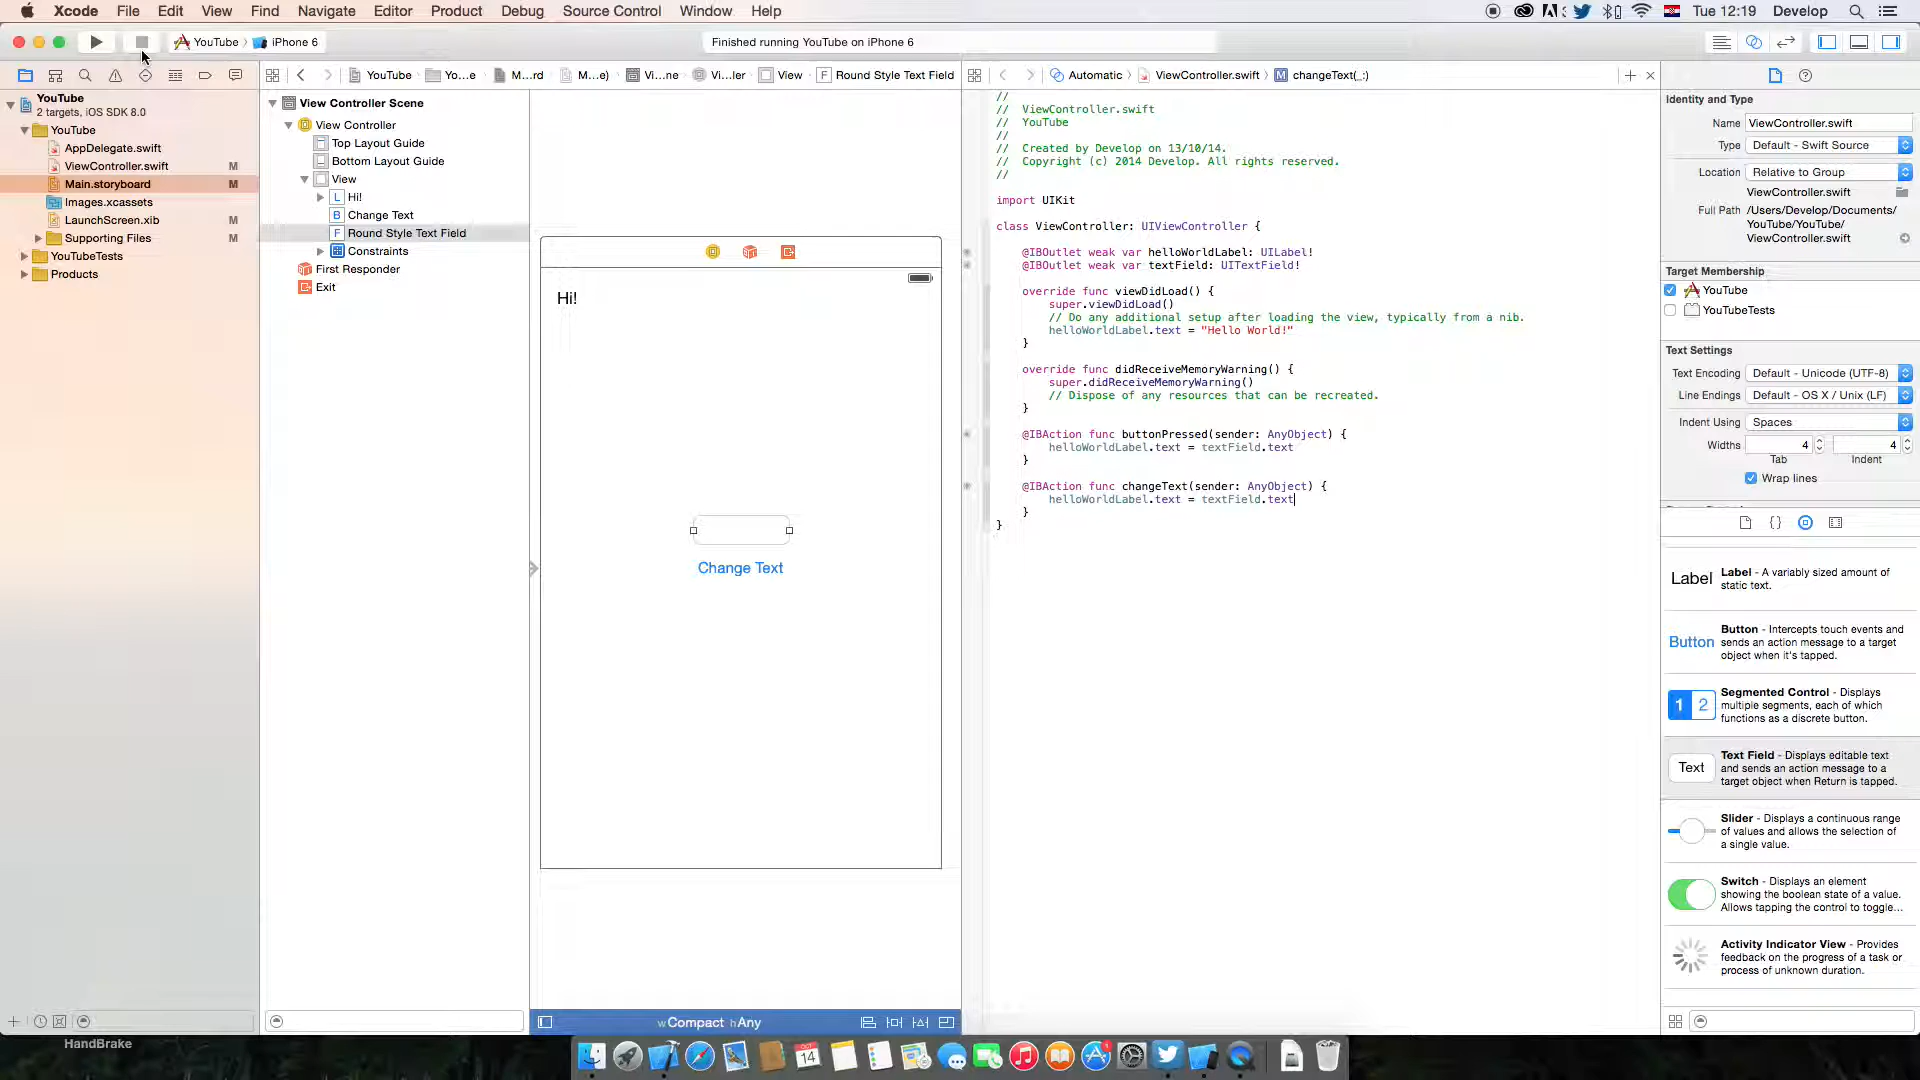 Xcode File Edit View Find Navigate Editor Product Debug Source Control Window Help Tue 12:19 Develop
YouTube iPhone 6 Finished running YouTube on iPhone 6
YouTube Yo...e M...rd M...e) Vi...ne Vi...ler View F Round Style Text Field Automatic ViewController.swift M changeText(_:)
YouTube
2 targets, iOS SDK 8.0
YouTube
AppDelegate.swift
ViewController.swift M
Main.storyboard M
Images.xcassets
LaunchScreen.xib M
Supporting Files M
YouTubeTests
Products
View Controller Scene
View Controller
Top Layout Guide
Bottom Layout Guide
View
L Hi!
B Change Text
F Round Style Text Field
Constraints
First Responder
Exit
Hi!
Change Text
wCompact hAny
//
// ViewController.swift
// YouTube
//
// Created by Develop on 13/10/14.
// Copyright (c) 2014 Develop. All rights reserved.
//
import UIKit
class ViewController: UIViewController {
@IBOutlet weak var helloWorldLabel: UILabel!
@IBOutlet weak var textField: UITextField!
override func viewDidLoad() {
super.viewDidLoad()
// Do any additional setup after loading the view, typically from a nib.
helloWorldLabel.text = "Hello World!"
}
override func didReceiveMemoryWarning() {
super.didReceiveMemoryWarning()
// Dispose of any resources that can be recreated.
}
@IBAction func buttonPressed(sender: AnyObject) {
helloWorldLabel.text = textField.text
}
@IBAction func changeText(sender: AnyObject) {
helloWorldLabel.text = textField.text
}
}
Identity and Type
Name ViewController.swift
Type Default - Swift Source
Location Relative to Group
ViewController.swift
Full Path /Users/Develop/Documents/
YouTube/YouTube/
ViewController.swift
Target Membership
YouTube
YouTubeTests
Text Settings
Text Encoding Default - Unicode (UTF-8)
Line Endings Default - OS X / Unix (LF)
Indent Using Spaces
Widths 4 4
Tab Indent
Wrap lines
Label Label - A variably sized amount of
static text.
Button Button - Intercepts touch events and
sends an action message to a target
object when it's tapped.
1 2 Segmented Control - Displays
multiple segments, each of which
functions as a discrete button.
Text Text Field - Displays editable text
and sends an action message to a
target object when Return is tapped.
Slider - Displays a continuous range
of values and allows the selection of
a single value.
Switch - Displays an element
showing the boolean state of a value.
Allows tapping the control to toggle...
Activity Indicator View - Provides
feedback on the progress of a task or
process of unknown duration.
HandBrake
OCT
14